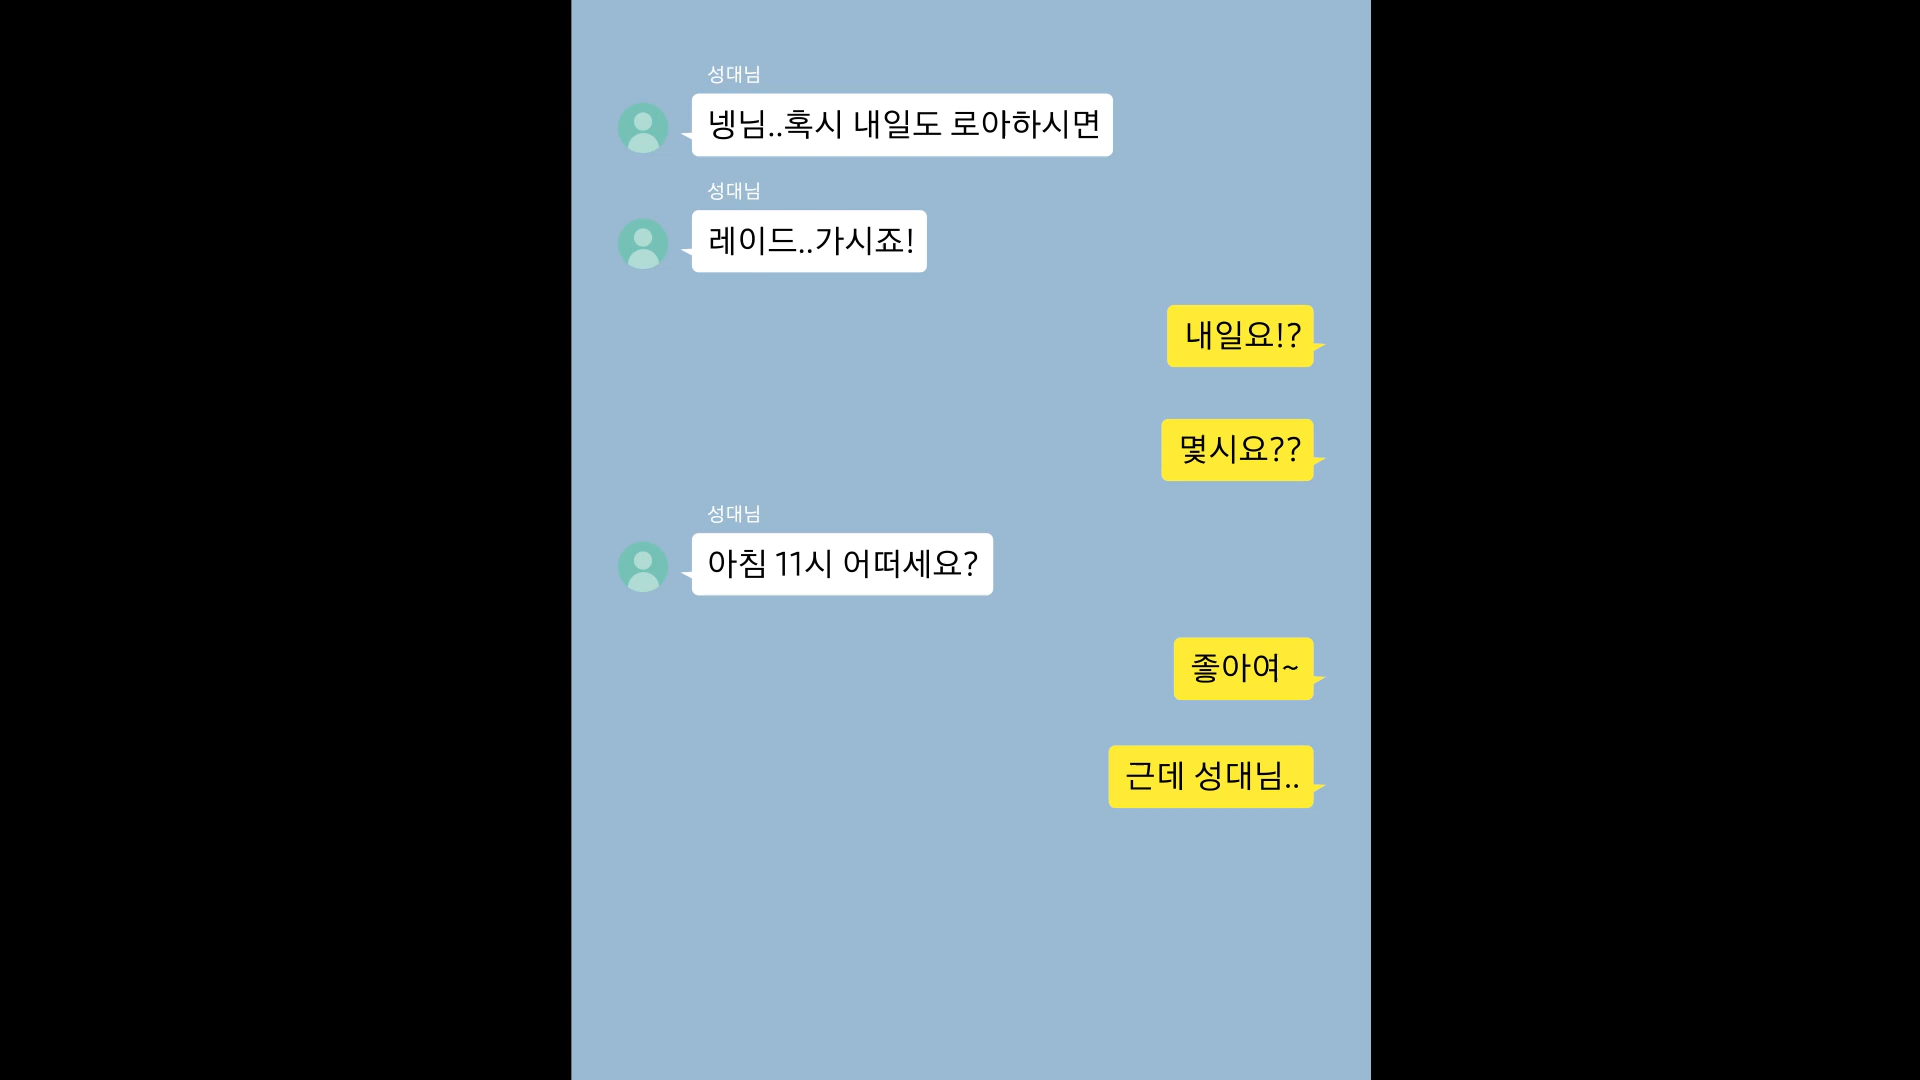 성대님
넹님..혹시 내일도 로아하시면
성대님
레이드..가시죠!
내일요!?
몇시요??
성대님
아침 11시 어떠세요?
좋아여~
근데 성대님..